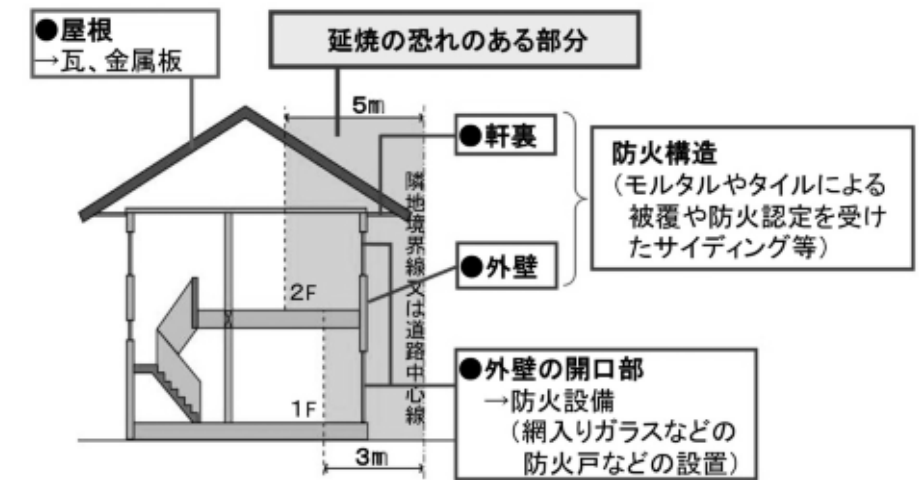 ●屋根
→瓦、金属板
延焼の恐れのある部分
5m
●軒裏
防火構造
(モルタルやタイルによる
被覆や防火認定を受け
たサイディング等)
隣地境界線又は道路中心線
●外壁
2F
●外壁の開口部
→防火設備
(網入りガラスなどの
防火戸などの設置)
1F
3m